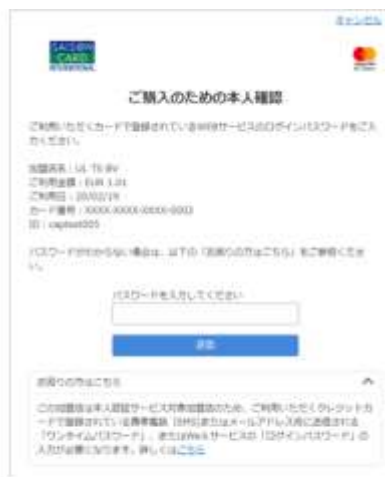 キャンセル
SAISON
CARD
INTERNATIONAL
ご購入のための本人確認
ご利用いただくカードで登録されているWEBサービスのログインパスワードをご入
力ください。
加盟店名 : UL TS BV
ご利用金額 : EUR 1.01
ご利用日 : 20/02/19
カード番号 : XXXX-XXXX-XXXX-0003
ID : captest005
パスワードがわからない場合は、以下の「お困りの方はこちら」をご参照くださ
い。
パスワードを入力してください
送信
お困りの方はこちら
この加盟店は本人認証サービス対象加盟店のため、ご利用いただくクレジットカ
ードで登録されている携帯電話（SMS)またはメールアドレス宛に送信される
「ワンタイムパスワード」、またはWebサービスの「ログインパスワード」の
入力が必要になります。詳しくはこちら